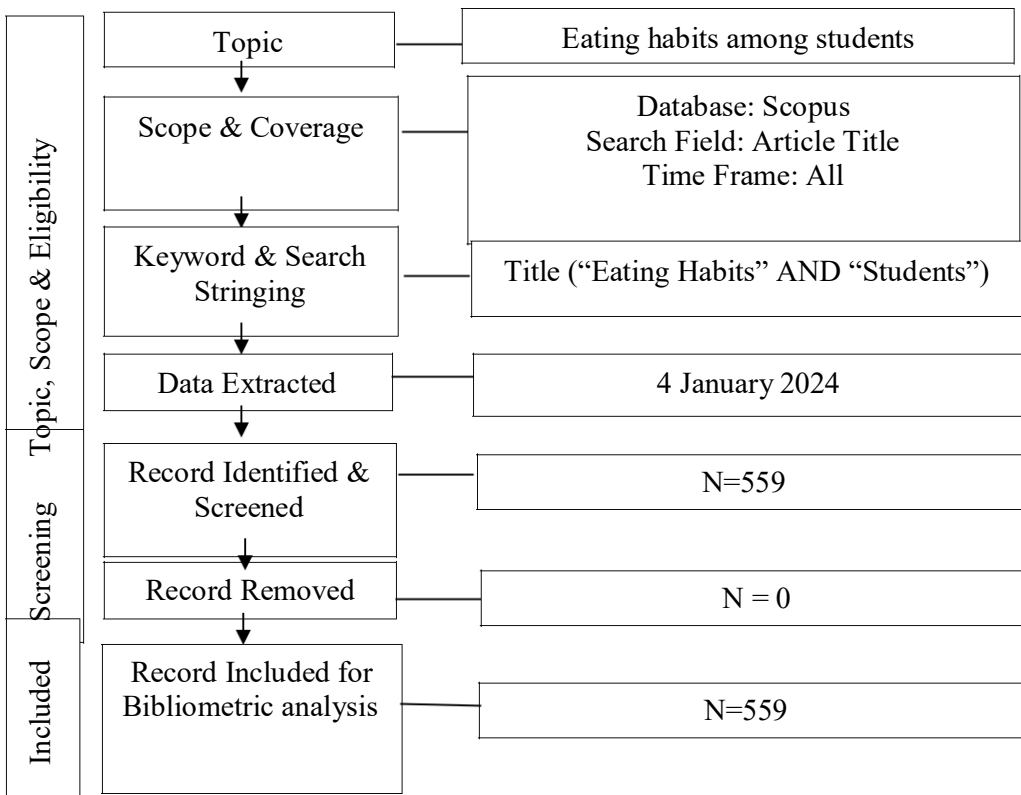 Topic
Eating habits among students
Scope & Coverage
Database: Scopus
Search Field: Article Title
Time Frame: All
Keyword & Search
Stringing
Title (“Eating Habits” AND “Students”)
Data Extracted
4 January 2024
Record Identified &
Screened
N=559
Record Removed
N = 0
Record Included for
Bibliometric analysis
N=559
Topic, Scope & Eligibility
Screening
Included